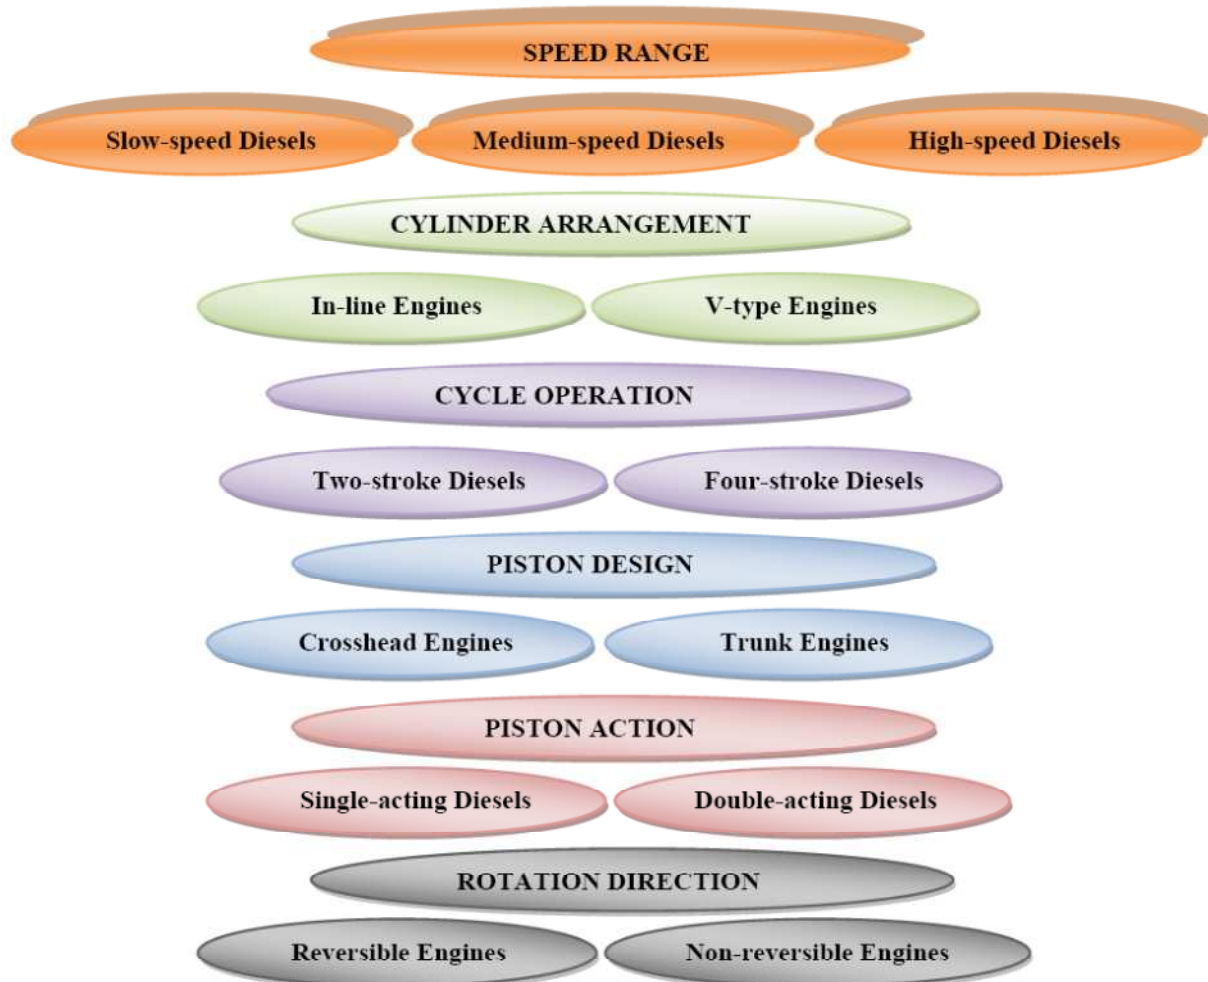 SPEED RANGE
Slow-speed Diesels Medium-speed Diesels High-speed Diesels
CYLINDER ARRANGEMENT
In-line Engines V-type Engines
CYCLE OPERATION
Two-stroke Diesels Four-stroke Diesels
PISTON DESIGN
Crosshead Engines Trunk Engines
PISTON ACTION
Single-acting Diesels Double-acting Diesels
ROTATION DIRECTION
Reversible Engines Non-reversible Engines